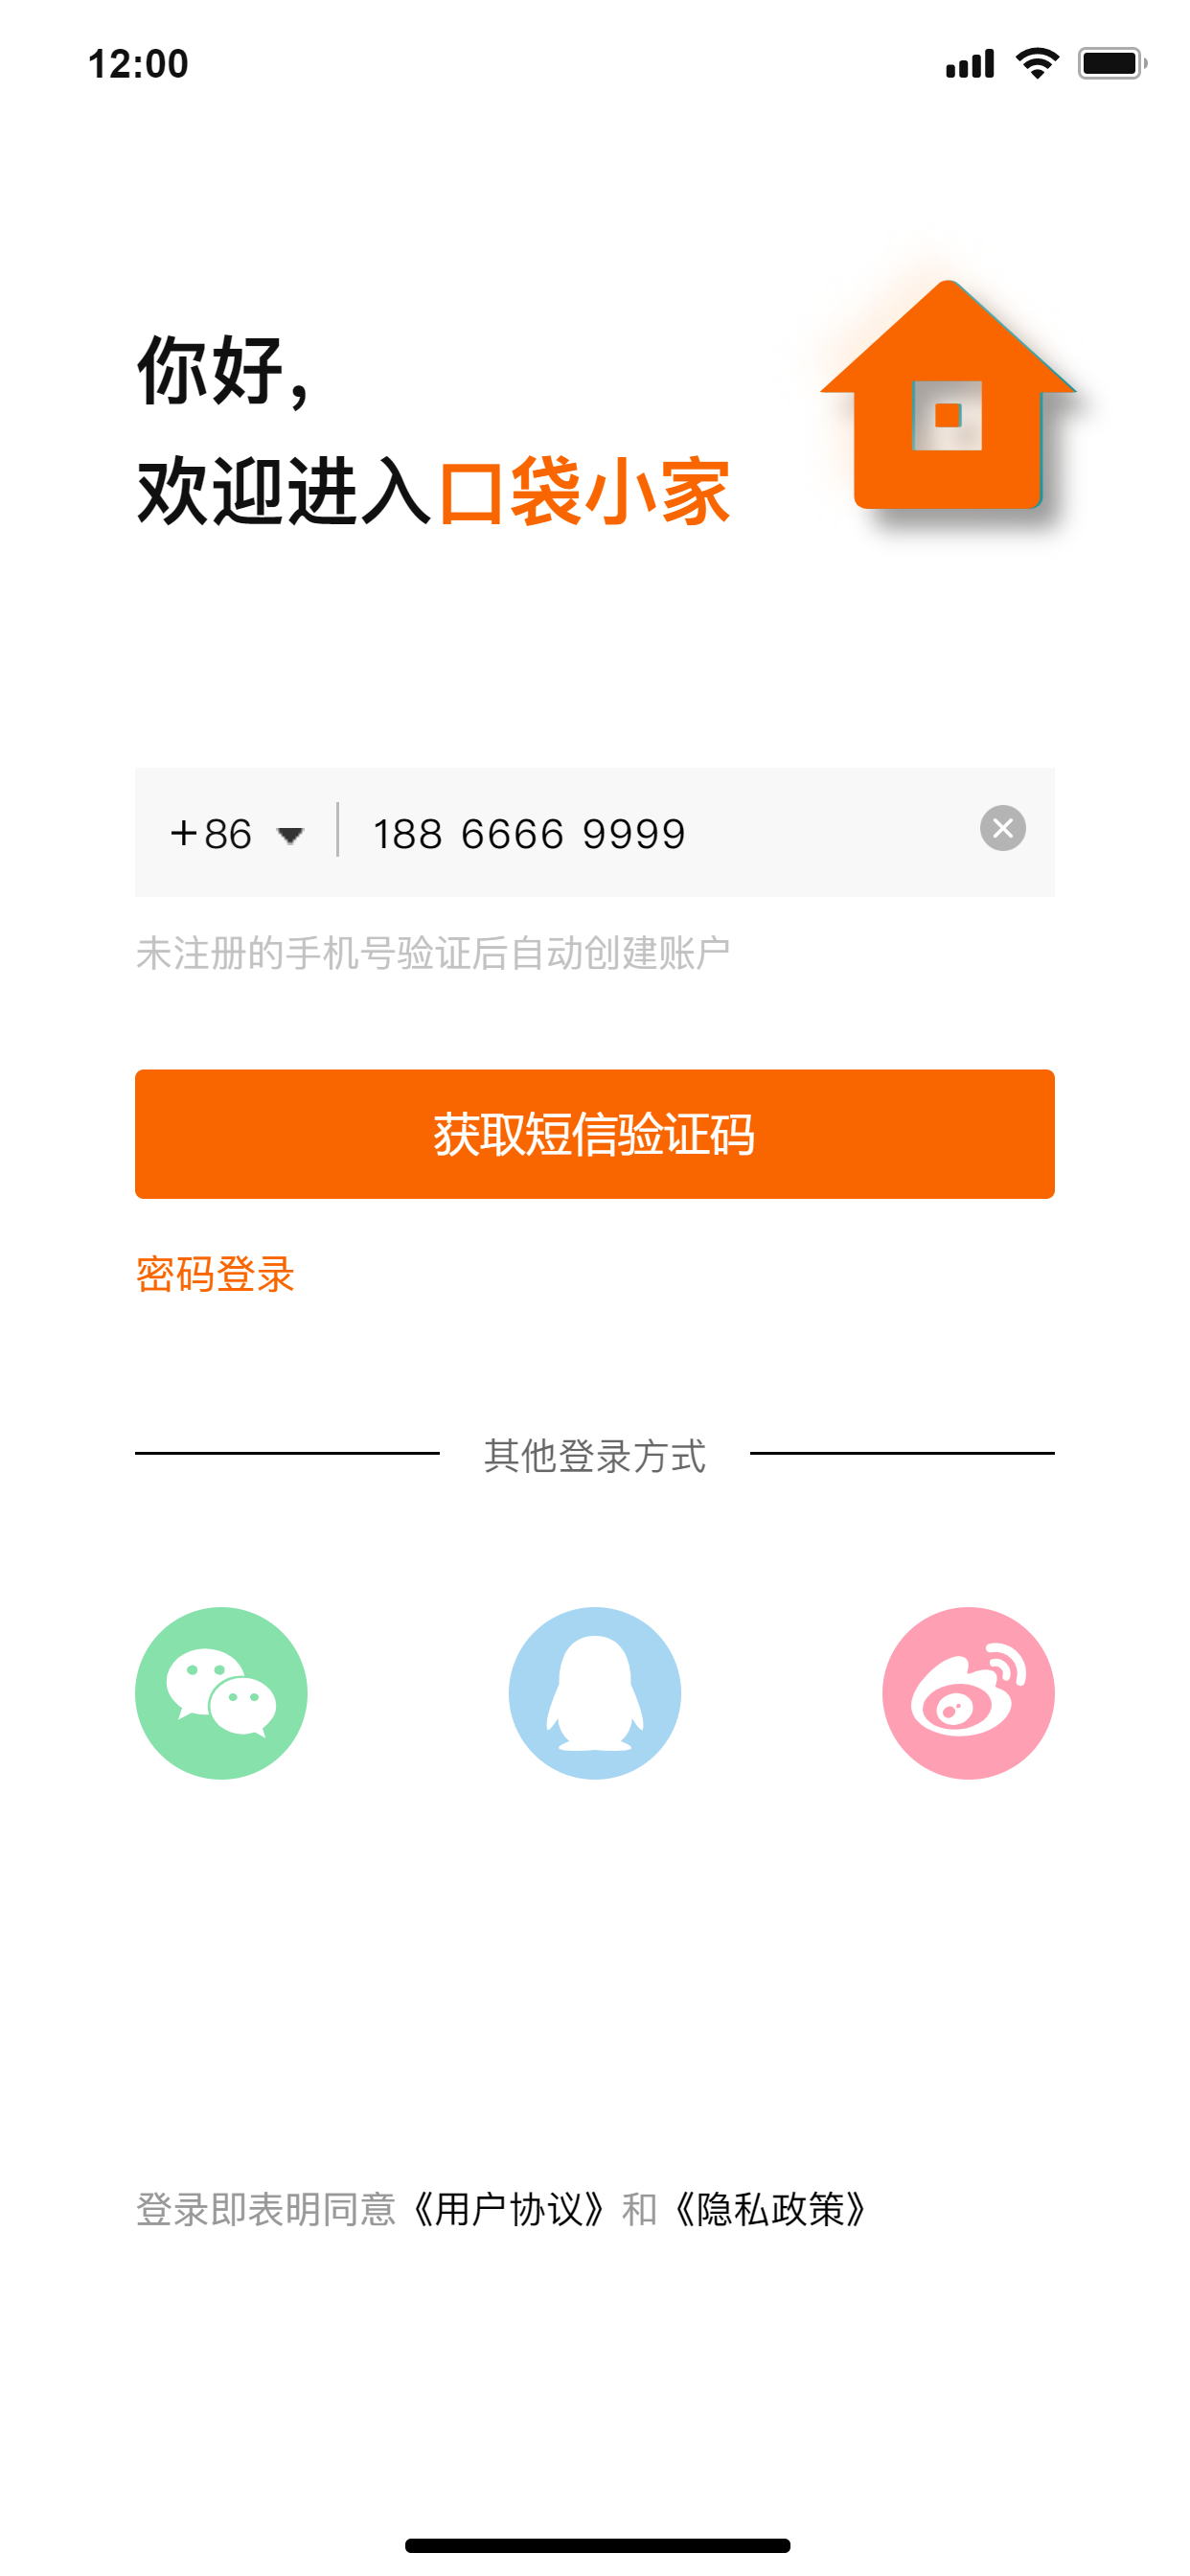 12:00
你好，
欢迎进入口袋小家
+86 188 6666 9999
未注册的手机号验证后自动创建账户
获取短信验证码
密码登录
其他登录方式
登录即表明同意《用户协议》和《隐私政策》